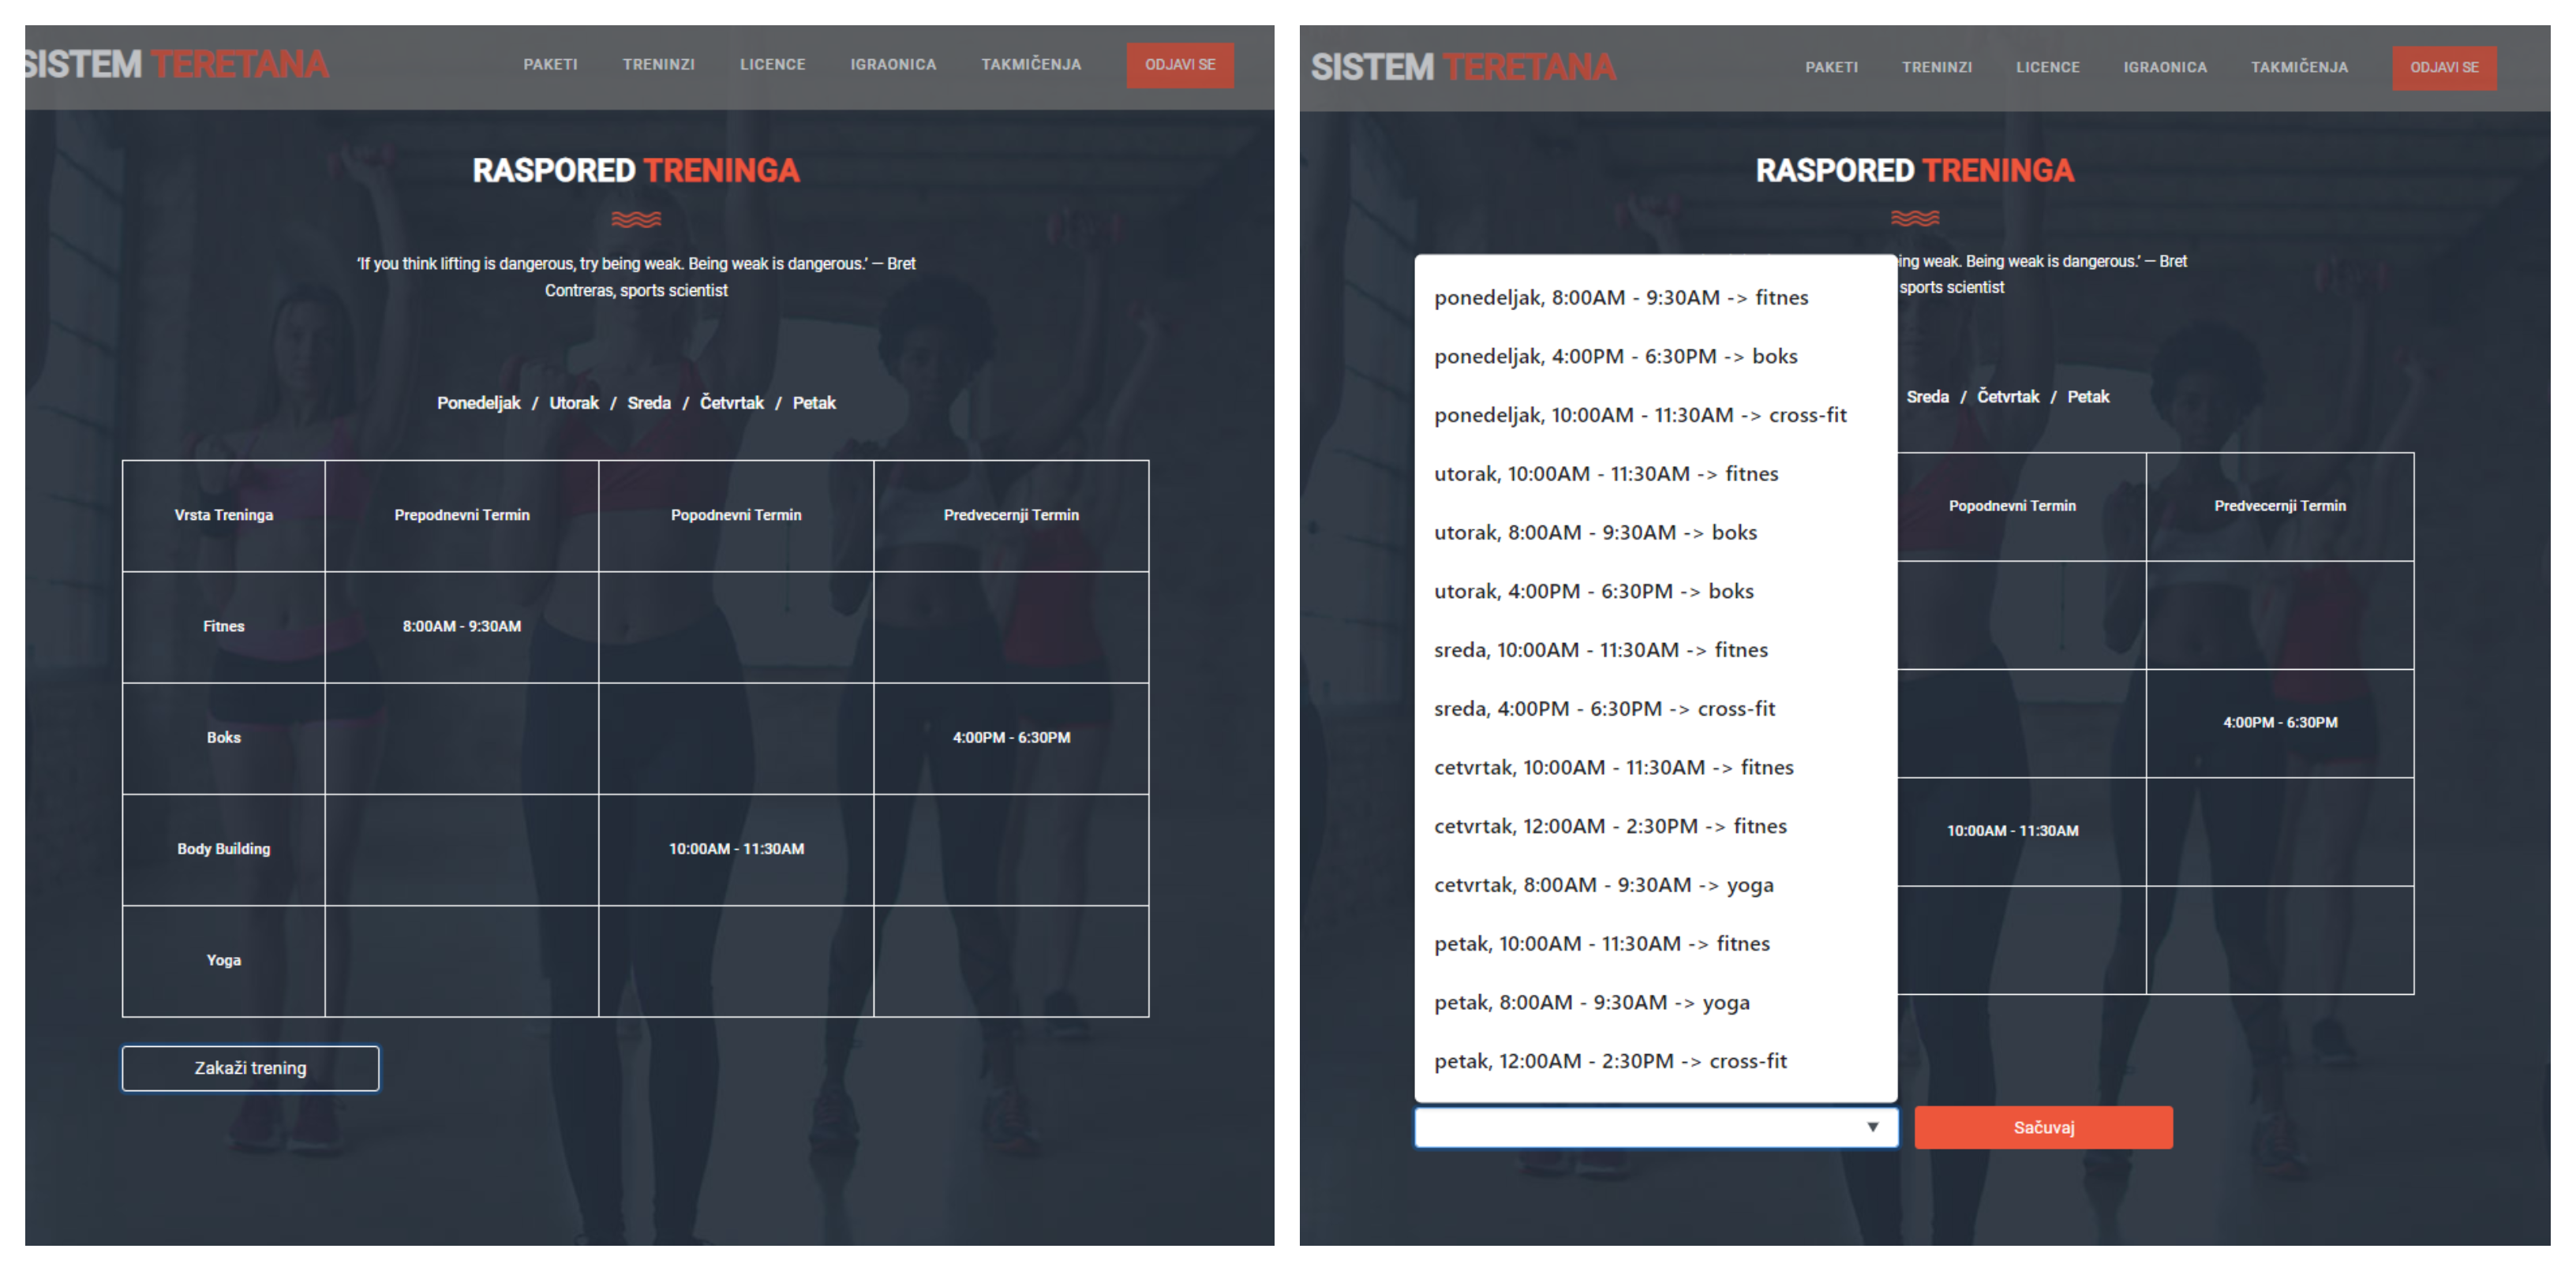 SISTEM TERETANA
PAKETI TRENINZI LICENCE IGRAONICA TAKMIČENJA ODJAVI SE
RASPORED TRENINGA
'If you think lifting is dangerous, try being weak. Being weak is dangerous.' — Bret
Contreras, sports scientist
Ponedeljak / Utorak / Sreda / Četvrtak / Petak
Vrsta Treninga Prepodnevni Termin Popodnevni Termin Predvecernji Termin
Fitnes 8:00AM - 9:30AM
Boks 4:00PM - 6:30PM
Body Building 10:00AM - 11:30AM
Yoga
Zakaži trening
SISTEM TERETANA
PAKETI TRENINZI LICENCE IGRAONICA TAKMIČENJA ODJAVI SE
RASPORED TRENINGA
ing weak. Being weak is dangerous.' — Bret
sports scientist
Sreda / Četvrtak / Petak
Popodnevni Termin Predvecernji Termin
4:00PM - 6:30PM
10:00AM - 11:30AM
ponedeljak, 8:00AM - 9:30AM -> fitnes
ponedeljak, 4:00PM - 6:30PM -> boks
ponedeljak, 10:00AM - 11:30AM -> cross-fit
utorak, 10:00AM - 11:30AM -> fitnes
utorak, 8:00AM - 9:30AM -> boks
utorak, 4:00PM - 6:30PM -> boks
sreda, 10:00AM - 11:30AM -> fitnes
sreda, 4:00PM - 6:30PM -> cross-fit
cetvrtak, 10:00AM - 11:30AM -> fitnes
cetvrtak, 12:00AM - 2:30PM -> fitnes
cetvrtak, 8:00AM - 9:30AM -> yoga
petak, 10:00AM - 11:30AM -> fitnes
petak, 8:00AM - 9:30AM -> yoga
petak, 12:00AM - 2:30PM -> cross-fit
Sačuvaj